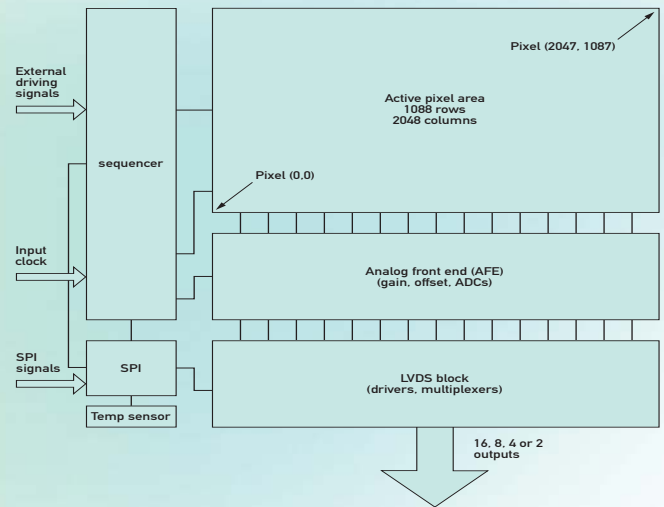 Pixel (2047, 1087)
External
driving
signals
Active pixel area
1088 rows
2048 columns
sequencer
Pixel (0,0)
Input
clock
Analog front end (AFE)
(gain, offset, ADCs)
SPI
signals
SPI
LVDS block
(drivers, multiplexers)
Temp sensor
16, 8, 4 or 2
outputs